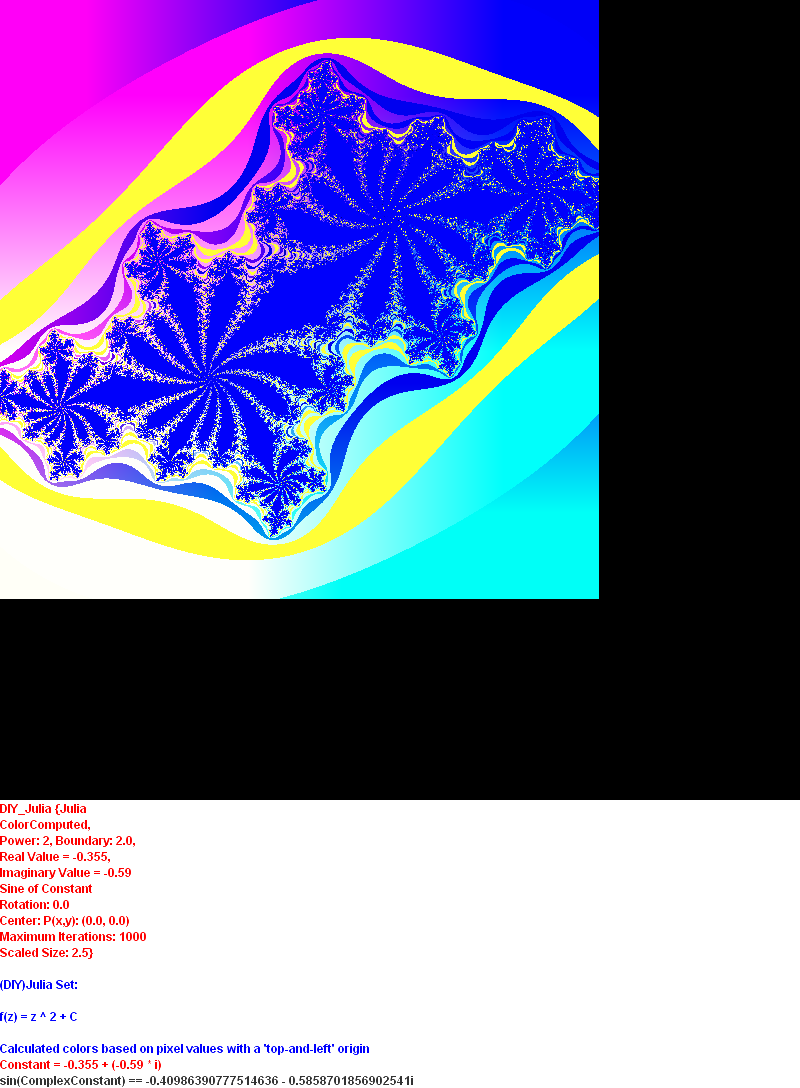 DIY_Julia {Julia
ColorComputed,
Power: 2, Boundary: 2.0,
Real Value = -0.355,
Imaginary Value = -0.59
Sine of Constant
Rotation: 0.0
Center: P(x,y): (0.0, 0.0)
Maximum Iterations: 1000
Scaled Size: 2.5}
(DIY)Julia Set:
f(z) = z ^ 2 + C
Calculated colors based on pixel values with a 'top-and-left' origin
Constant = -0.355 + (-0.59 * i)
sin(ComplexConstant) == -0.40986390777514636 - 0.5858701856902541i